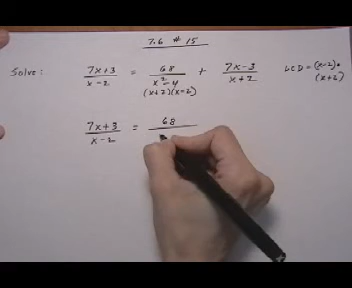 7.6 # 15
Solve: 7x+3/x-2 = 68/x²-4 + 7x-3/x+2 LCD = (x-2)•
(x+2)(x-2) (x+2)
7x+3/x-2 = 68